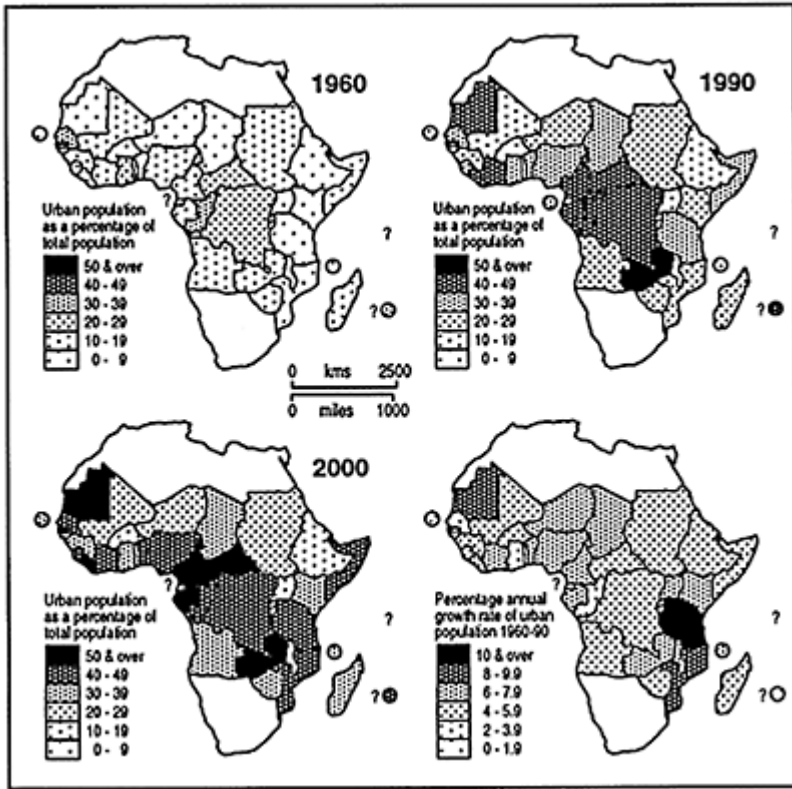 1960
Urban population
as a percentage of
total population
50 & over
40 - 49
30 - 39
20 - 29
10 - 19
0 - 9
?
?
?
1990
Urban population
as a percentage of
total population
50 & over
40 - 49
30 - 39
20 - 29
10 - 19
0 - 9
?
?
0 kms 2500
0 miles 1000
2000
Urban population
as a percentage of
total population
50 & over
40 - 49
30 - 39
20 - 29
10 - 19
0 - 9
?
?
?
Percentage annual
growth rate of urban
population 1960-90
10 & over
8 - 9.9
6 - 7.9
4 - 5.9
2 - 3.9
0 - 1.9
?
?
?